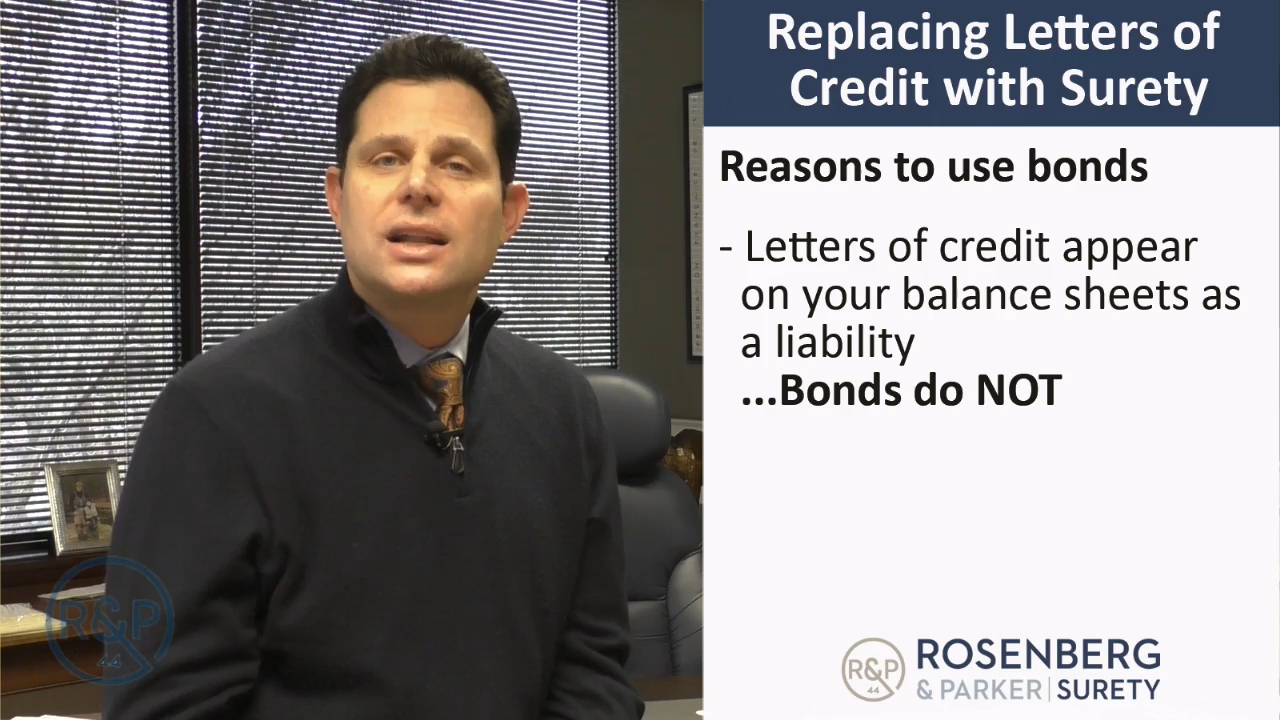 Replacing Letters of
Credit with Surety
Reasons to use bonds
- Letters of credit appear
on your balance sheets as
a liability
...Bonds do NOT
R&P
44
R&P
44
ROSENBERG
& PARKER | SURETY